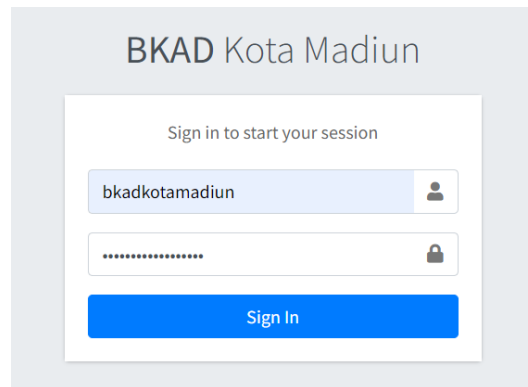 BKAD Kota Madiun
Sign in to start your session
bkadkotamadiun
••••••••••••••••••
Sign In